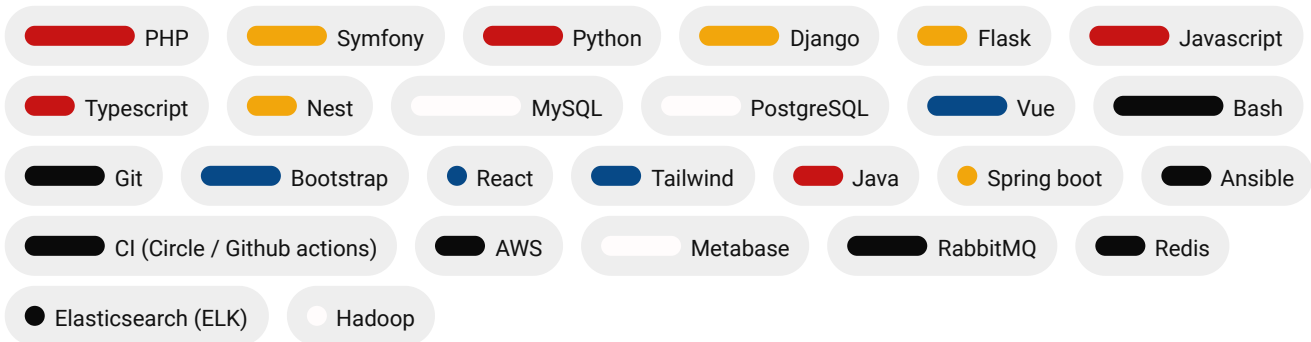 PHP Symfony Python Django Flask Javascript
Typescript Nest MySQL PostgreSQL Vue Bash
Git Bootstrap React Tailwind Java Spring boot Ansible
CI (Circle / Github actions) AWS Metabase RabbitMQ Redis
Elasticsearch (ELK) Hadoop